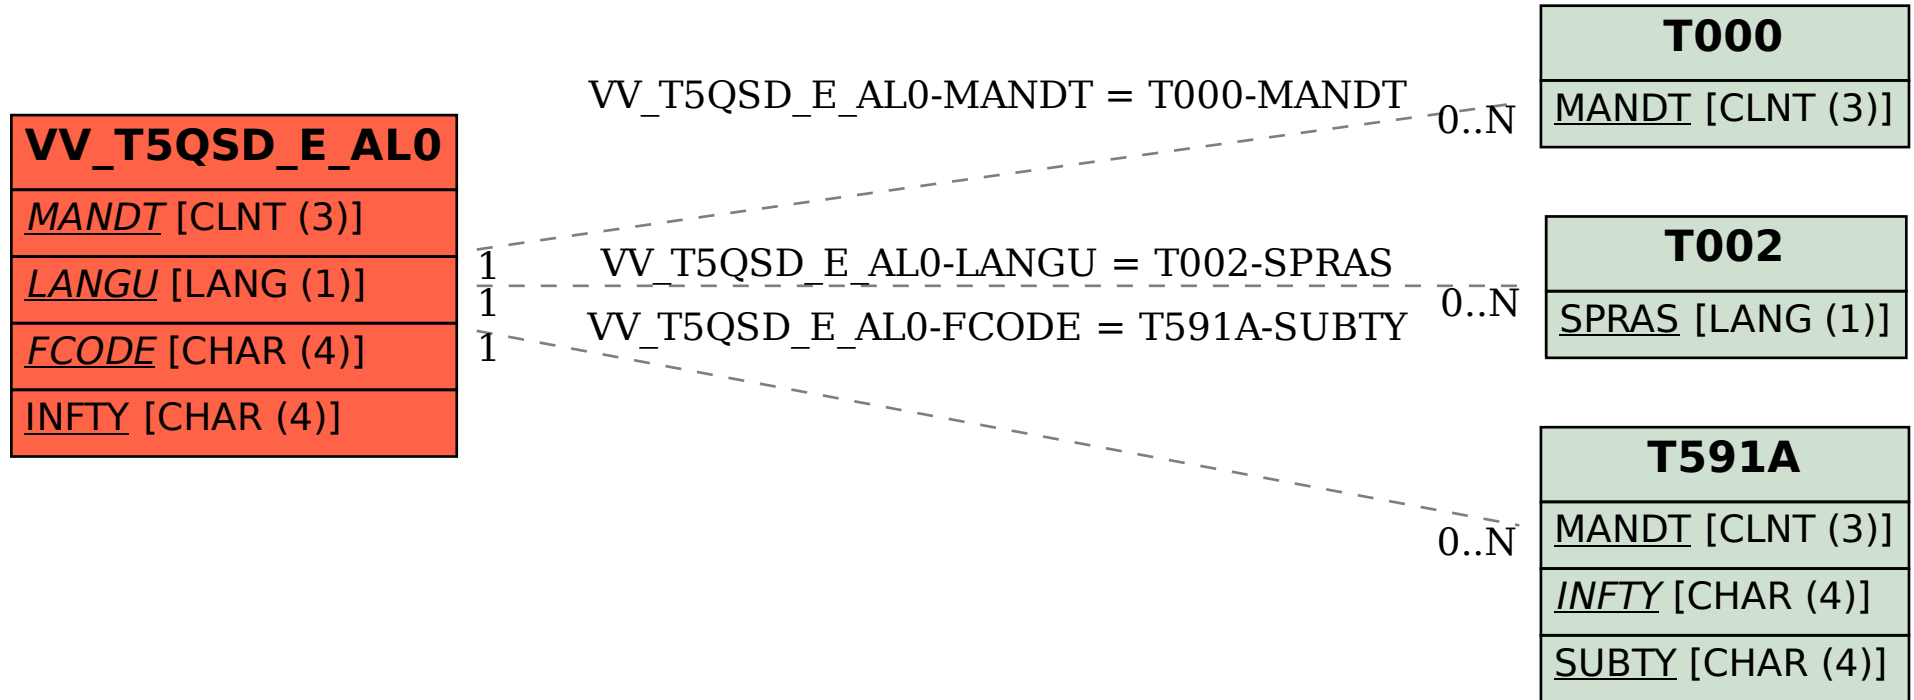 VV_T5QSD_E_AL0
MANDT [CLNT (3)]
LANGU [LANG (1)]
FCODE [CHAR (4)]
INFTY [CHAR (4)]
VV_T5QSD_E_AL0-MANDT = T000-MANDT
0..N
1
VV_T5QSD_E_AL0-LANGU = T002-SPRAS
0..N
1
VV_T5QSD_E_AL0-FCODE = T591A-SUBTY
0..N
1
T000
MANDT [CLNT (3)]
T002
SPRAS [LANG (1)]
T591A
MANDT [CLNT (3)]
INFTY [CHAR (4)]
SUBTY [CHAR (4)]